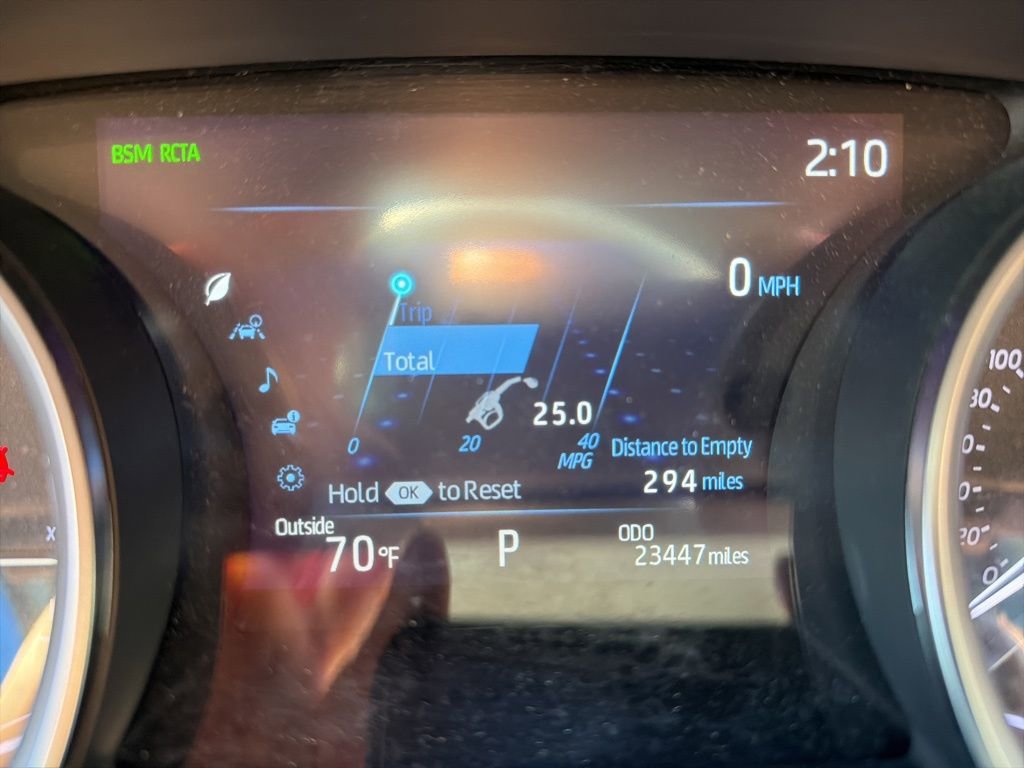 BSM RCTA
2:10
0 MPH
Trip
Total
25.0
0 20 40
MPG
Distance to Empty
294 miles
Hold OK to Reset
Outside
70°F
P
ODO
23447 miles
100